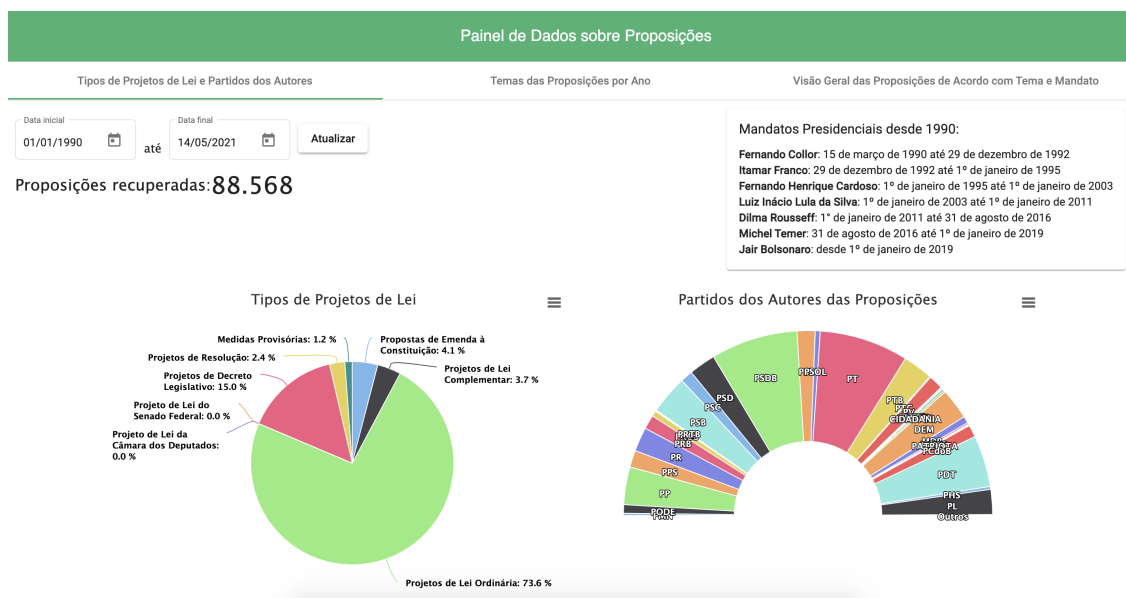 Painel de Dados sobre Proposições
Tipos de Projetos de Lei e Partidos dos Autores
Temas das Proposições por Ano
Visão Geral das Proposições de Acordo com Tema e Mandato
Data inicial
01/01/1990
até
Data final
14/05/2021
Atualizar
Proposições recuperadas:88.568
Mandatos Presidenciais desde 1990:
Fernando Collor: 15 de março de 1990 até 29 de dezembro de 1992
Itamar Franco: 29 de dezembro de 1992 até 1º de janeiro de 1995
Fernando Henrique Cardoso: 1º de janeiro de 1995 até 1º de janeiro de 2003
Luiz Inácio Lula da Silva: 1º de janeiro de 2003 até 1º de janeiro de 2011
Dilma Rousseff: 1° de janeiro de 2011 até 31 de agosto de 2016
Michel Temer: 31 de agosto de 2016 até 1º de janeiro de 2019
Jair Bolsonaro: desde 1º de janeiro de 2019
Tipos de Projetos de Lei
Medidas Provisórias: 1.2 %
Projetos de Resolução: 2.4 %
Projetos de Decreto
Legislativo: 15.0 %
Projeto de Lei do
Senado Federal: 0.0 %
Projeto de Lei da
Câmara dos Deputados:
0.0 %
Propostas de Emenda à
Constituição: 4.1 %
Projetos de Lei
Complementar: 3.7 %
Projetos de Lei Ordinária: 73.6 %
Partidos dos Autores das Proposições
PODE
PP
PPS
PR
PRB
PRTB
PSB
PSC
PSD
PSDB
PSOL
PT
PTB
PV
CIDADANIA
DEM
PATRIOTA
PCdoB
PDT
PHS
PL
Outros